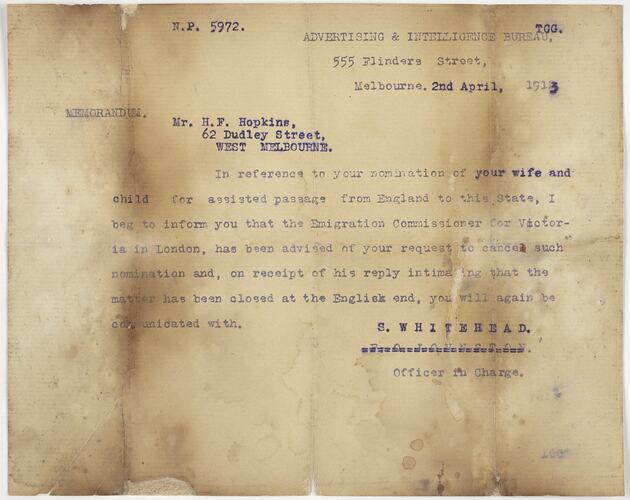 N.P. 5972.
TGG.
ADVERTISING & INTELLIGENCE BUREAU,
555 Flinders Street,
Melbourne. 2nd April, 1913
MEMORANDUM.
Mr. H.F. Hopkins,
62 Dudley Street,
WEST MELBOURNE.
In reference to your nomination of your wife and
child for assisted passage from England to this State, I
beg to inform you that the Emigration Commissioner for Victor-
ia in London, has been advised of your request to cancel such
nomination and, on receipt of his reply intimating that the
matter has been closed at the English end, you will again be
communicated with.
S. WHITEHEAD.
JOHNSTON.
Officer in Charge.